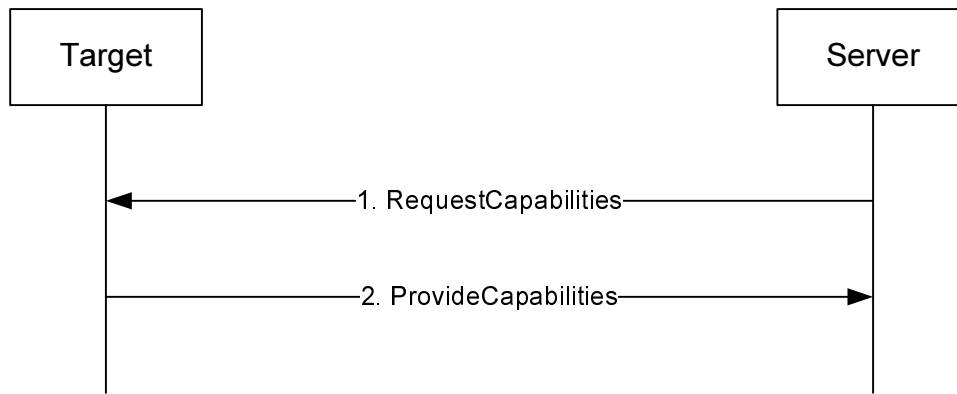 Target
Server
1. RequestCapabilities
2. ProvideCapabilities